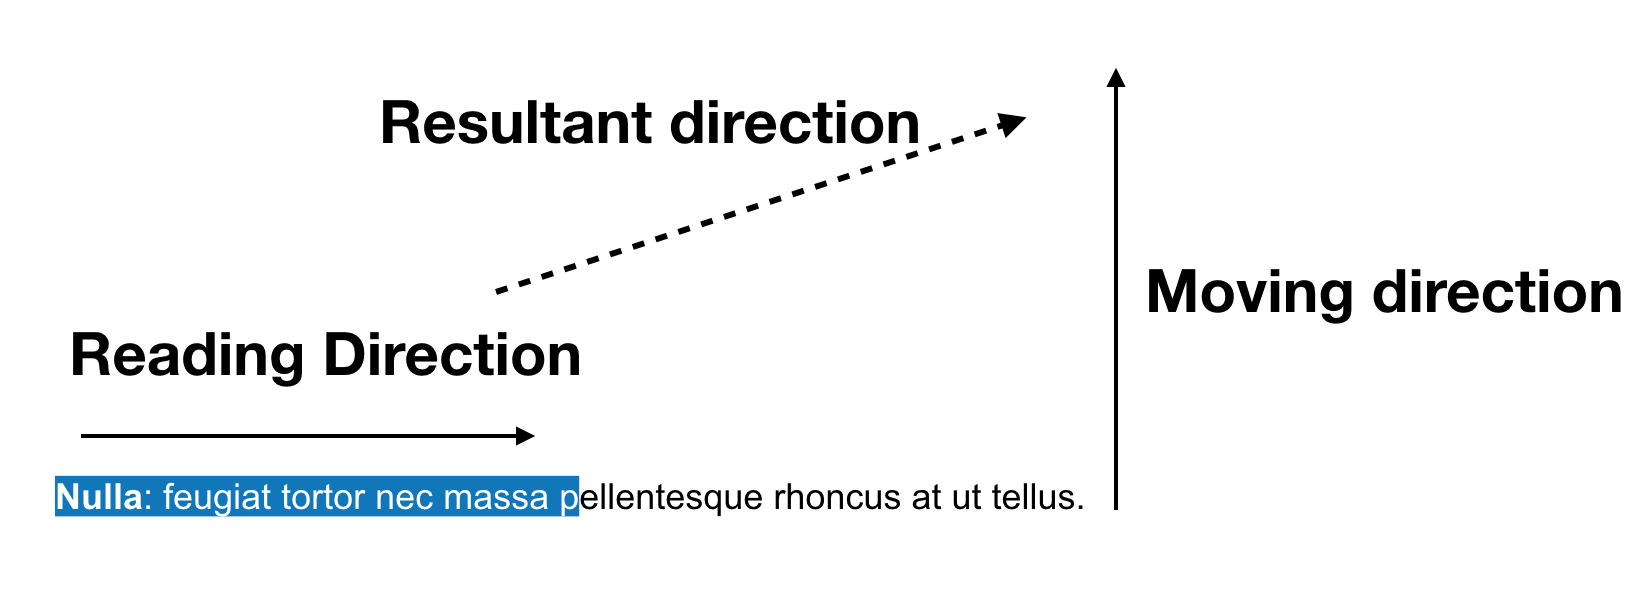 Resultant direction
Moving direction
Reading Direction
Nulla: feugiat tortor nec massa pellentesque rhoncus at ut tellus.